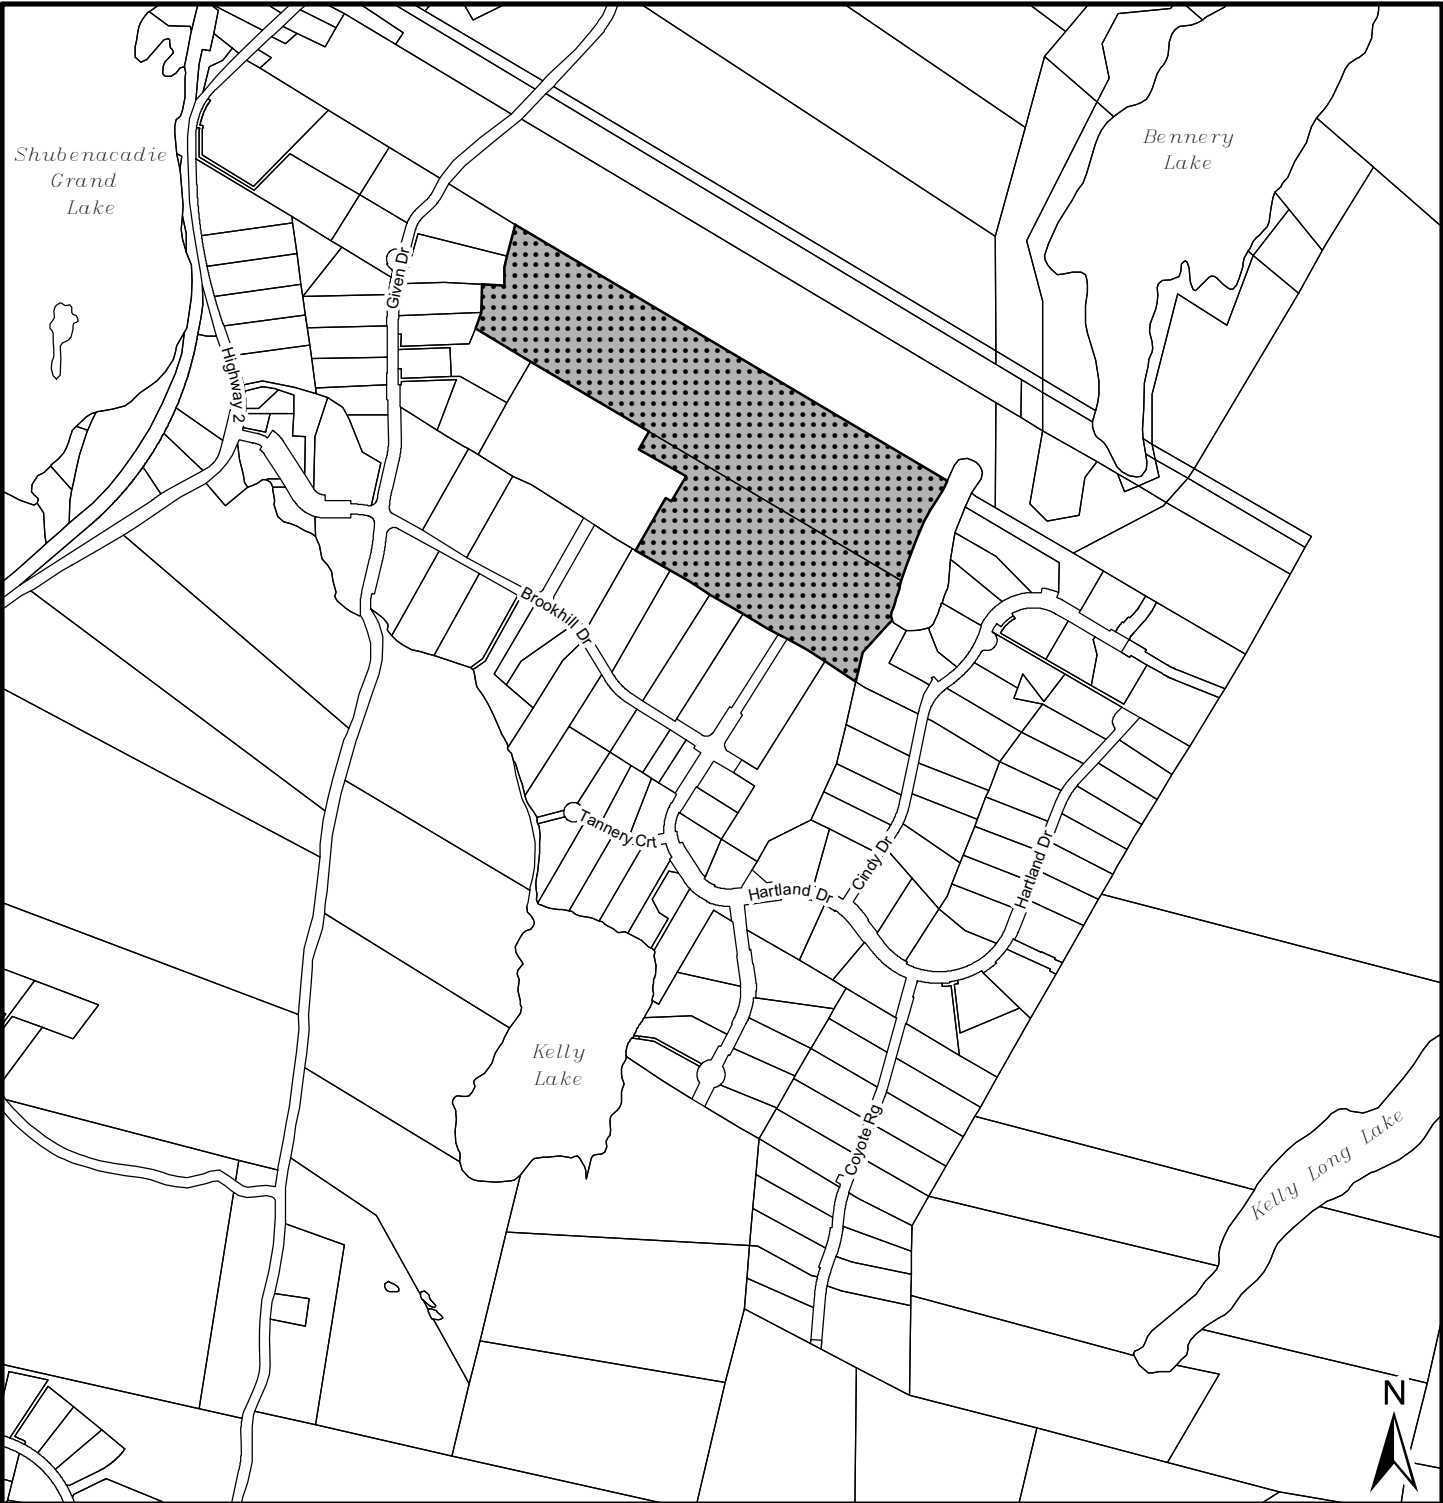 Shubenacadie
Grand
Lake
Bennery
Lake
Given Dr
Highway 2
Brookhill Dr
Tannery Crt
Hartland Dr
Cindy Dr
Hartland Dr
Kelly
Lake
Coyote Rg
Kelly Long Lake
N